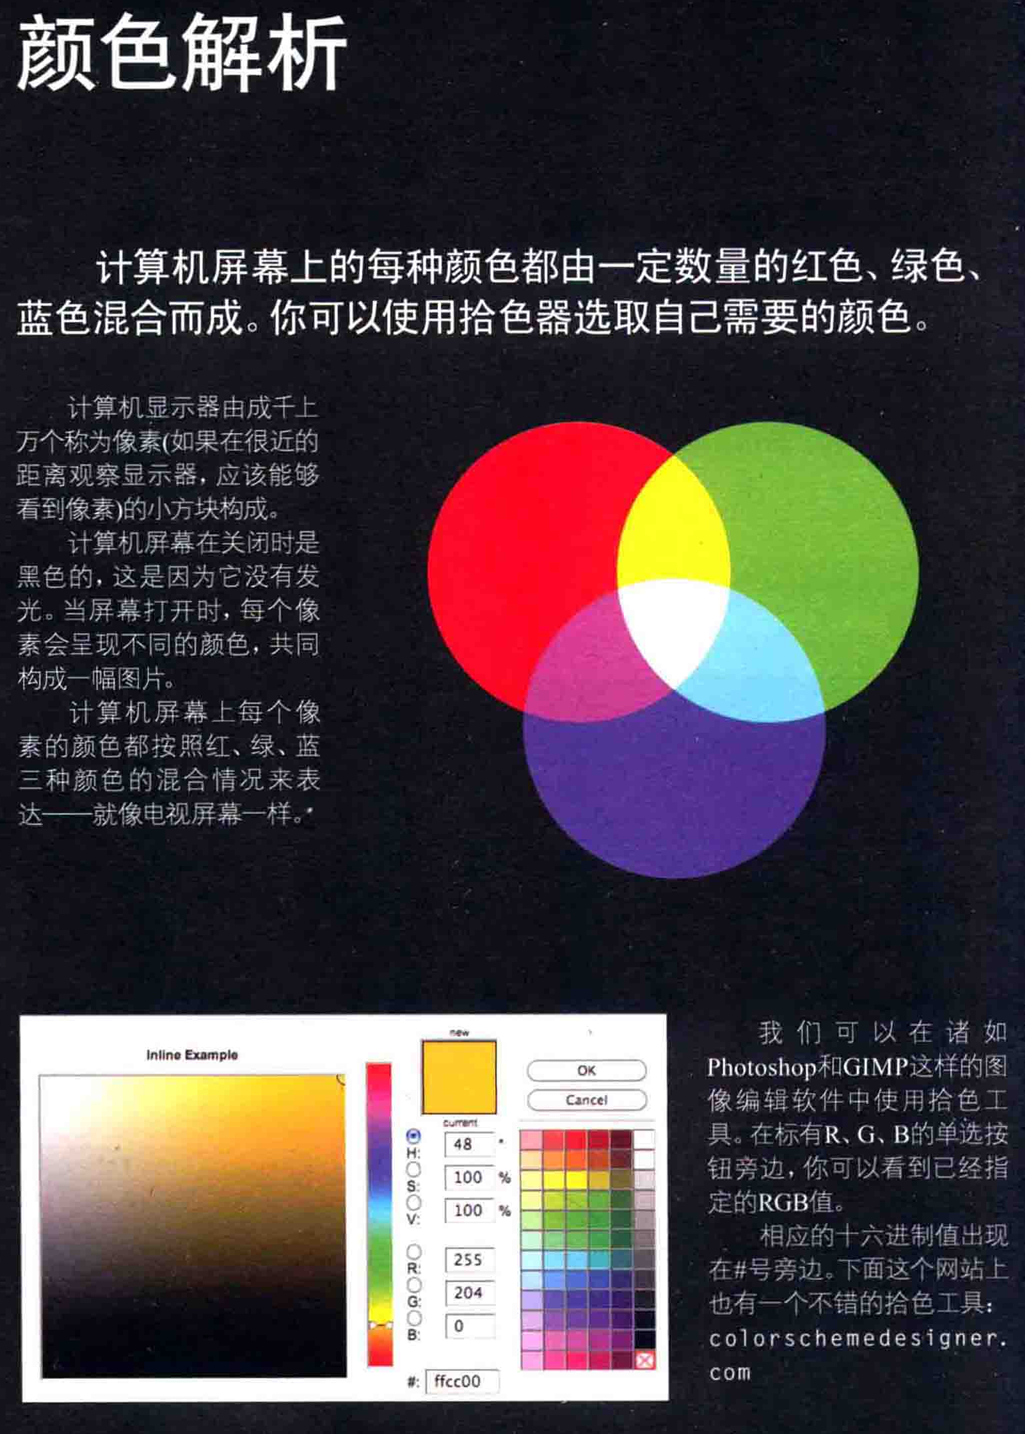 颜色解析
计算机屏幕上的每种颜色都由一定数量的红色、绿色、
蓝色混合而成。你可以使用拾色器选取自己需要的颜色。
计算机显示器由成千上
万个称为像素(如果在很近的
距离观察显示器，应该能够
看到像素)的小方块构成。
计算机屏幕在关闭时是
黑色的，这是因为它没有发
光。当屏幕打开时，每个像
素会呈现不同的颜色，共同
构成一幅图片。
计算机屏幕上每个像
素的颜色都按照红、绿、蓝
三种颜色的混合情况来表
达——就像电视屏幕一样。
Inline Example
new
current
OK
Cancel
H: 48 °
S: 100 %
V: 100 %
R: 255
G: 204
B: 0
#: ffcc00
我们可以在诸如
Photoshop和GIMP这样的图
像编辑软件中使用拾色工
具。在标有R、G、B的单选按
钮旁边，你可以看到已经指
定的RGB值。
相应的十六进制值出现
在#号旁边。下面这个网站上
也有一个不错的拾色工具：
colorschemedesigner.
com